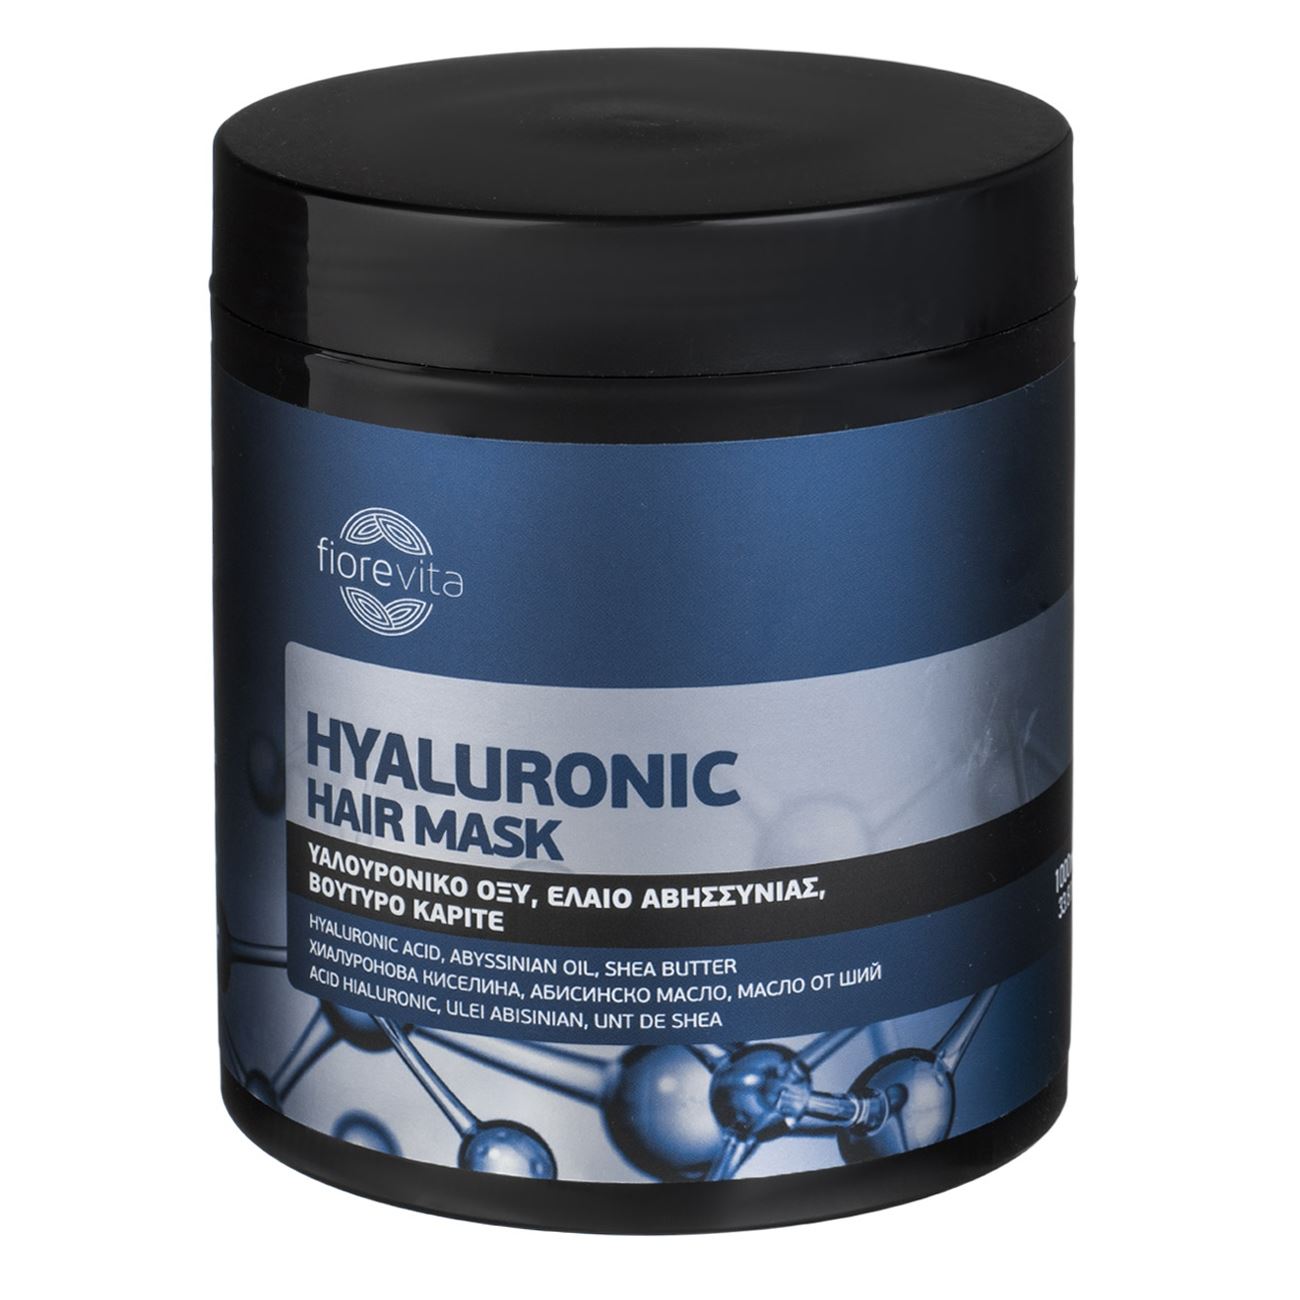 fiorevita
HYALURONIC
HAIR MASK
ΥΑΛΟΥΡΟΝΙΚΟ ΟΞΥ, ΕΛΑΙΟ ΑΒΗΣΣΥΝΙΑΣ,
ΒΟΥΤΥΡΟ ΚΑΡΙΤΕ
HYALURONIC ACID, ABYSSINIAN OIL, SHEA BUTTER
ХИАЛУРОНОВА КИСЕЛИНА, АБИСИНСКО МАСЛО, МАСЛО ОТ ШИЙ
ACID HIALURONIC, ULEI ABISINIAN, UNT DE SHEA